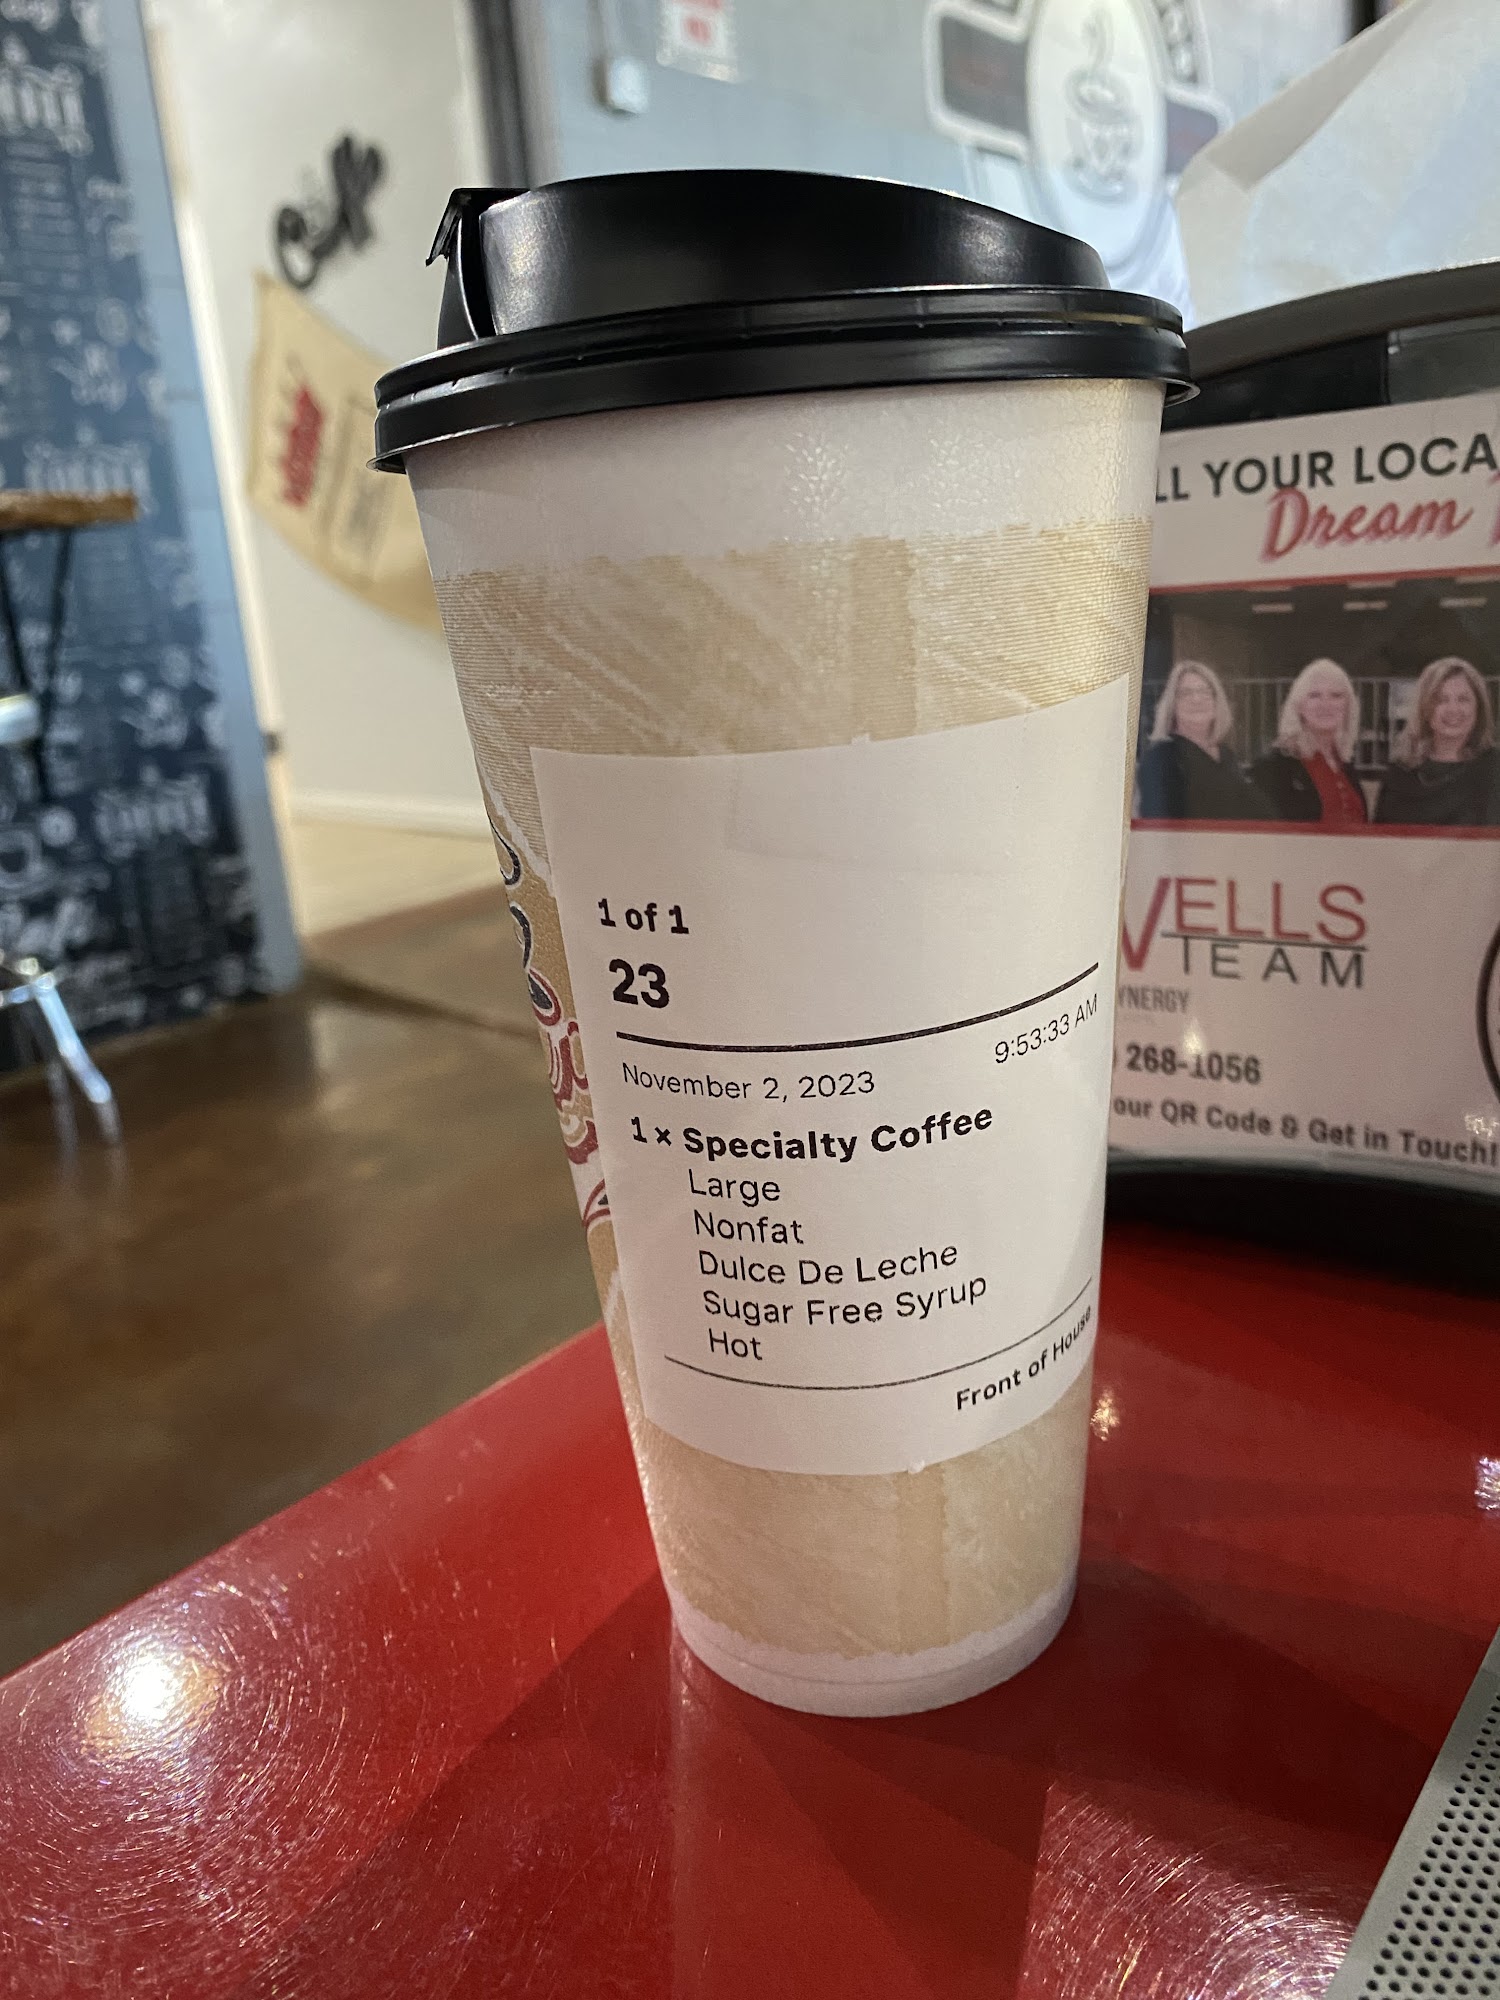 LL YOUR LOCA
Dream
WELLS
TEAM
YNERGY
268-1056
our QR Code & Get in Touch!
1 of 1
23
9:53:33 AM
November 2, 2023
1 × Specialty Coffee
Large
Nonfat
Dulce De Leche
Sugar Free Syrup
Hot
Front of House